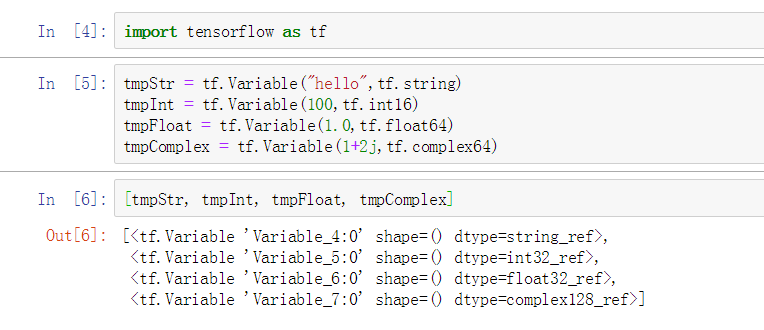 In [4]: import tensorflow as tf
In [5]: tmpStr = tf.Variable("hello",tf.string)
tmpInt = tf.Variable(100,tf.int16)
tmpFloat = tf.Variable(1.0,tf.float64)
tmpComplex = tf.Variable(1+2j,tf.complex64)
In [6]: [tmpStr, tmpInt, tmpFloat, tmpComplex]
Out[6]: [<tf.Variable 'Variable_4:0' shape=() dtype=string_ref>,
<tf.Variable 'Variable_5:0' shape=() dtype=int32_ref>,
<tf.Variable 'Variable_6:0' shape=() dtype=float32_ref>,
<tf.Variable 'Variable_7:0' shape=() dtype=complex128_ref>]